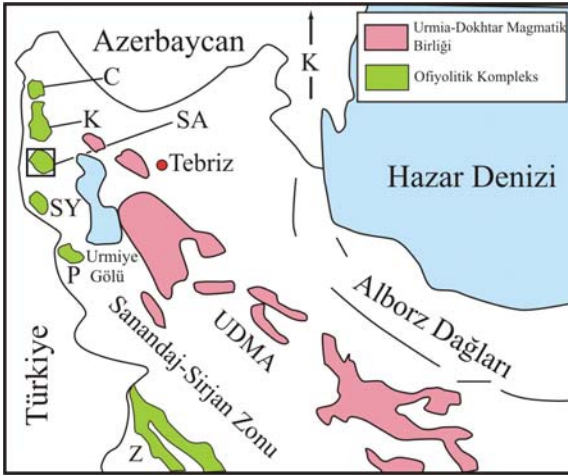 Azerbaycan
K
Urmia-Dokhtar Magmatik
Birliği
Ofiyolitik Kompleks
C
K
SA
Tebriz
Hazar Denizi
SY
P
Urmiye
Gölü
Türkiye
Sanandaj-Sirjan Zonu
UDMA
Alborz Dağları
Z